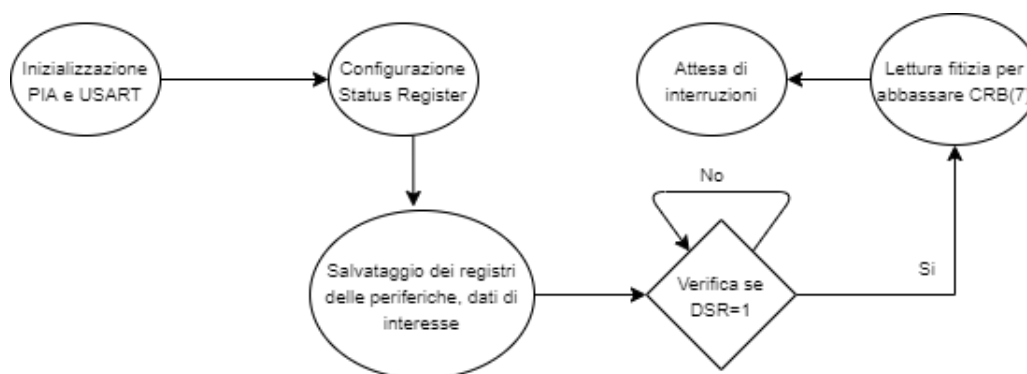 Inizializzazione
PIA e USART
Configurazione
Status Register
Attesa di
interruzioni
Lettura fitizia per
abbassare CRB(7)
No
Salvataggio dei registri
delle periferiche, dati di
interesse
Verifica se
DSR=1
Si